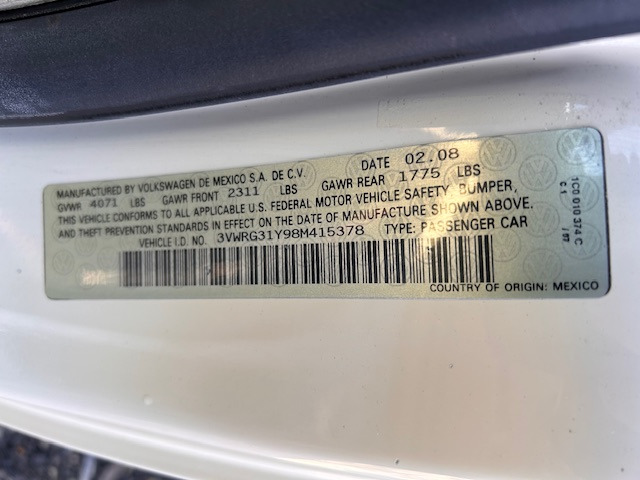 MANUFACTURED BY VOLKSWAGEN DE MEXICO S.A. DE C.V. DATE 02.08
GVWR 4071 LBS GAWR FRONT 2311 LBS GAWR REAR 1775 LBS
THIS VEHICLE CONFORMS TO ALL APPLICABLE U.S. FEDERAL MOTOR VEHICLE SAFETY, BUMPER,
AND THEFT PREVENTION STANDARDS IN EFFECT ON THE DATE OF MANUFACTURE SHOWN ABOVE.
VEHICLE I.D. NO. 3VWRG31Y98M415378 TYPE: PASSENGER CAR
COUNTRY OF ORIGIN: MEXICO
1C0 010 374 C